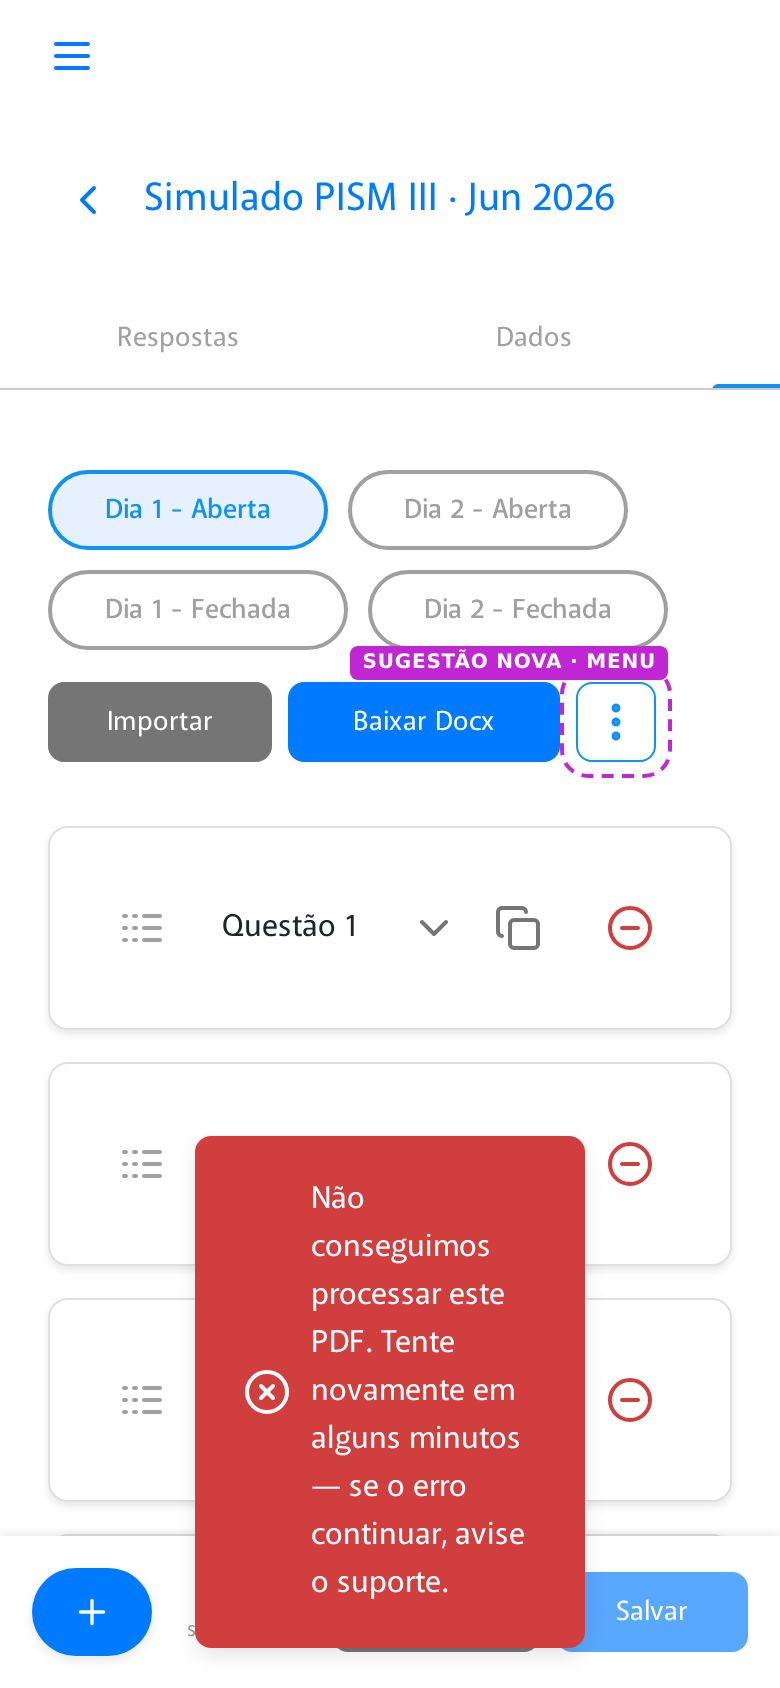 Simulado PISM III · Jun 2026
Respostas
Dados
Dia 1 - Aberta
Dia 2 - Aberta
Dia 1 - Fechada
Dia 2 - Fechada
SUGESTÃO NOVA · MENU
Importar
Baixar Docx
Questão 1
Não
conseguimos
processar este
PDF. Tente
novamente em
alguns minutos
— se o erro
continuar, avise
o suporte.
Salvar